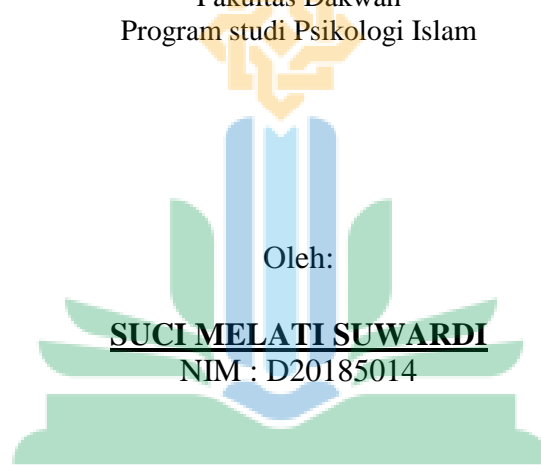 Fakultas Dakwah
Program studi Psikologi Islam
Oleh:
SUCI MELATI SUWARDI
NIM : D20185014